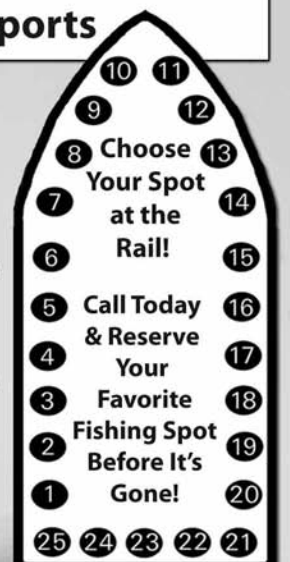 ports
10 11
9 12
8 Choose 13
Your Spot
7 at the 14
Rail!
6 15
5 Call Today 16
& Reserve
4 Your 17
3 Favorite 18
Fishing Spot
2 Before It's 19
1 Gone! 20
25 24 23 22 21